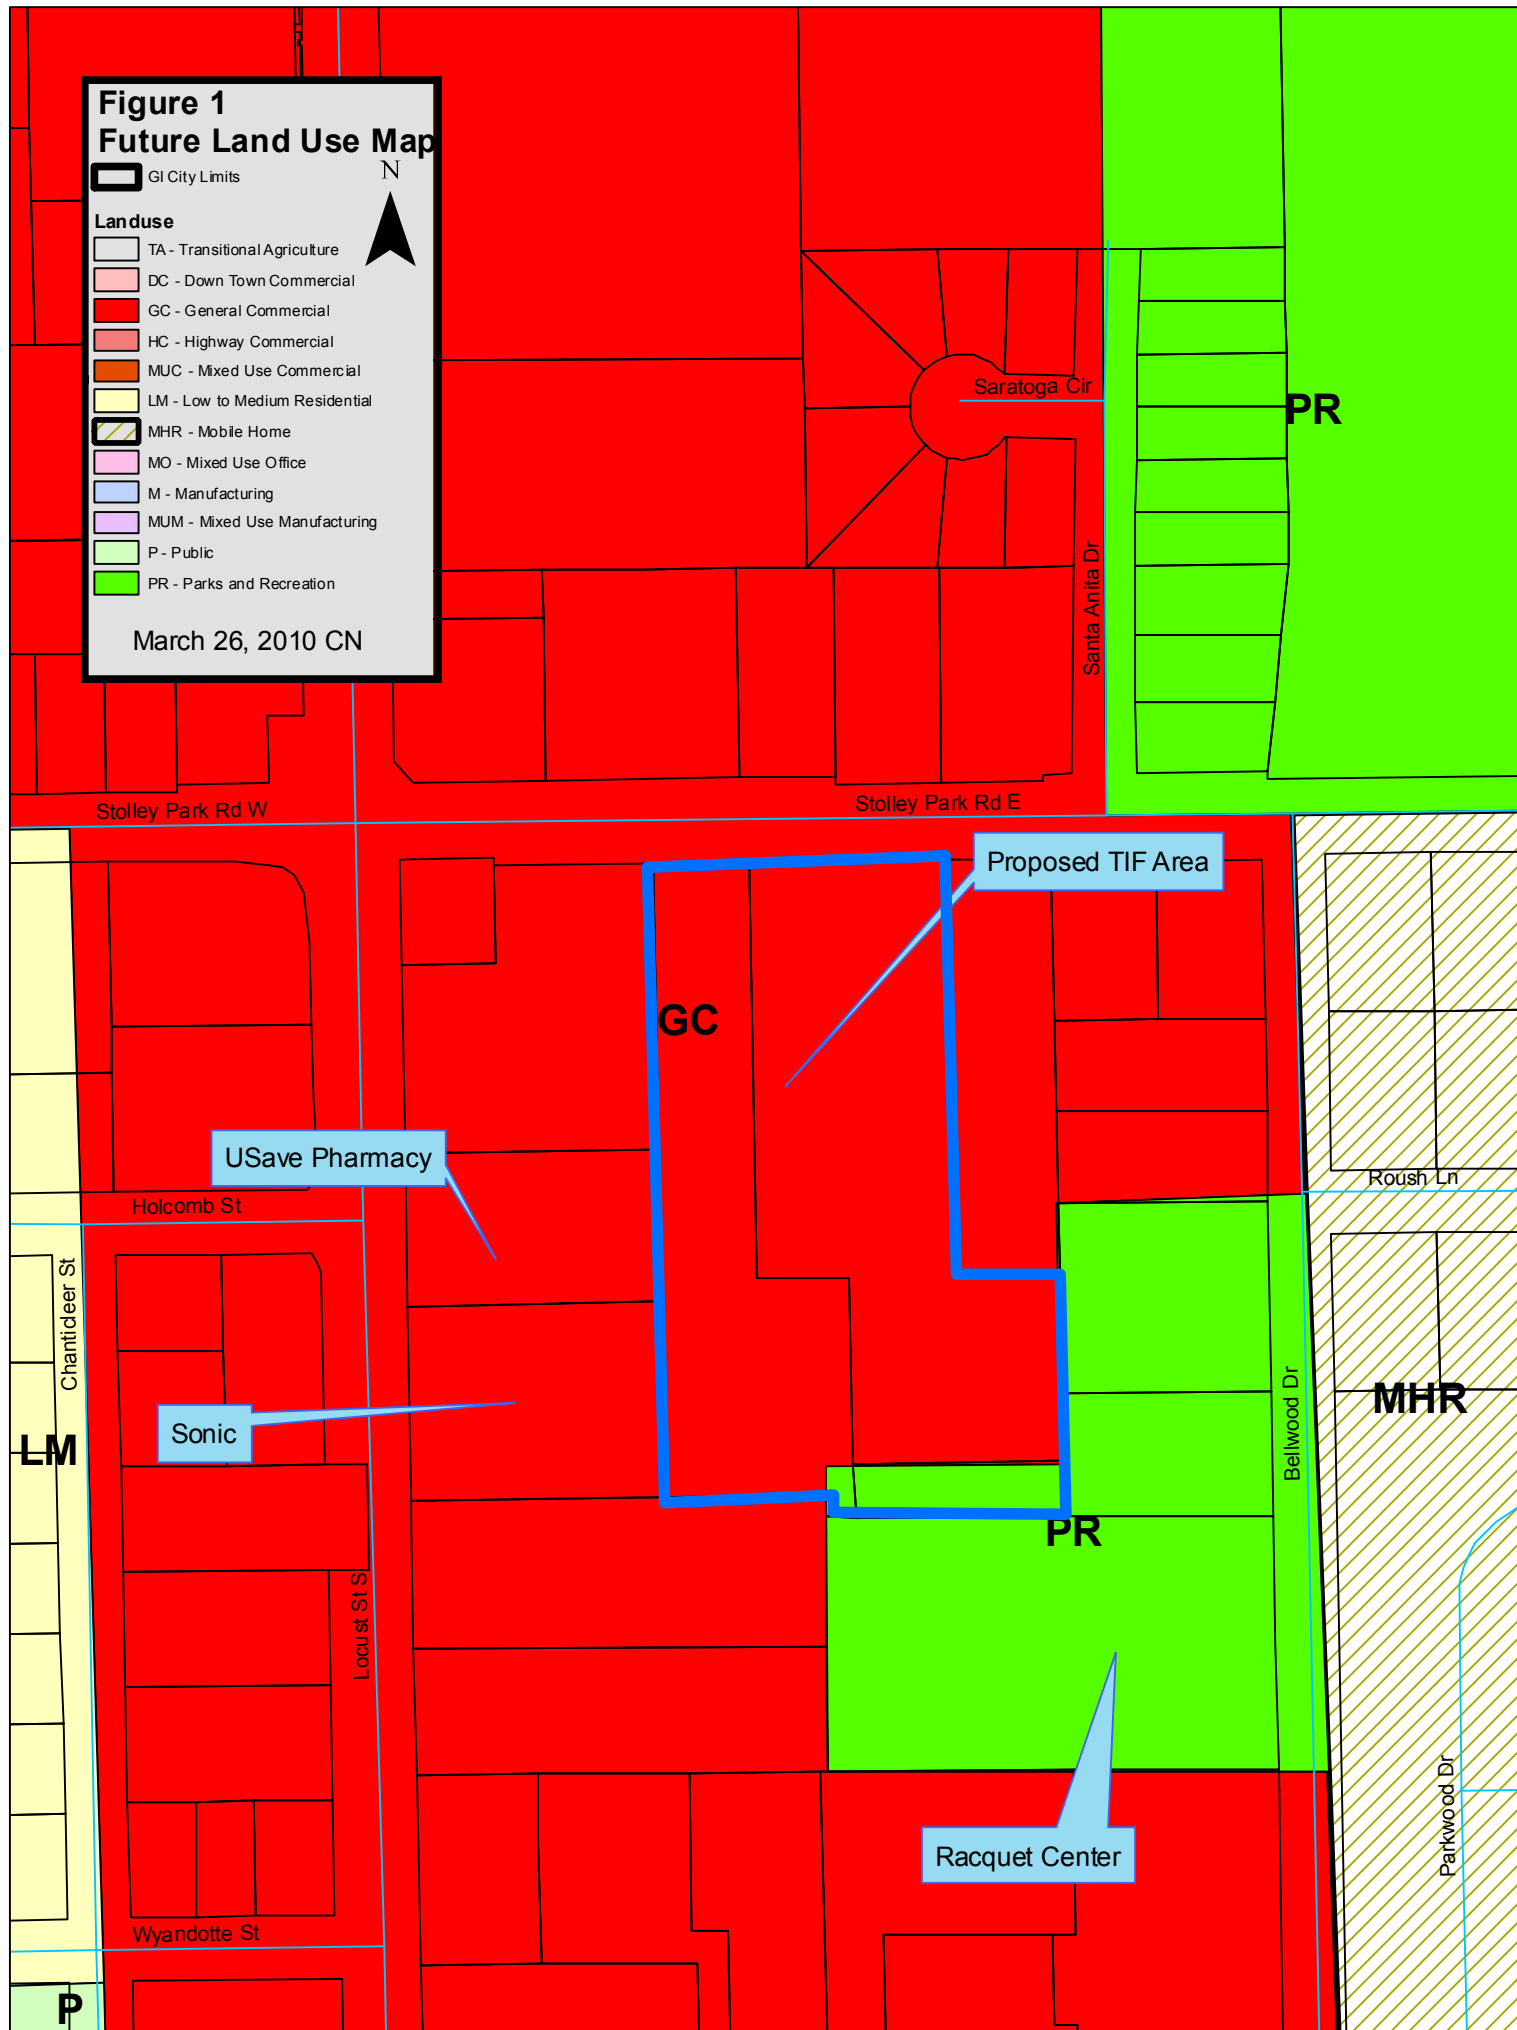 Figure 1
Future Land Use Map
GI City Limits
N
Landuse
TA - Transitional Agriculture
DC - Down Town Commercial
GC - General Commercial
HC - Highway Commercial
MUC - Mixed Use Commercial
LM - Low to Medium Residential
MHR - Mobile Home
MO - Mixed Use Office
M - Manufacturing
MUM - Mixed Use Manufacturing
P - Public
PR - Parks and Recreation
March 26, 2010 CN
Saratoga Cir
PR
Santa Anita Dr
Stolley Park Rd W
Stolley Park Rd E
Proposed TIF Area
GC
USave Pharmacy
Roush Ln
Holcomb St
Chantideer St
Sonic
LM
MHR
Bellwood Dr
PR
Locust St S
Racquet Center
Parkwood Dr
Wyandotte St
P